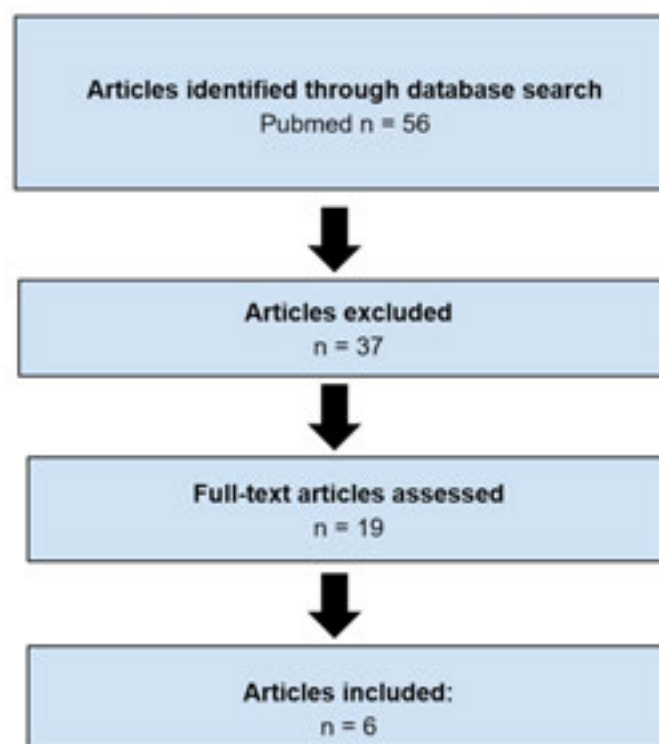 Articles identified through database search
Pubmed n = 56
Articles excluded
n = 37
Full-text articles assessed
n = 19
Articles included:
n = 6